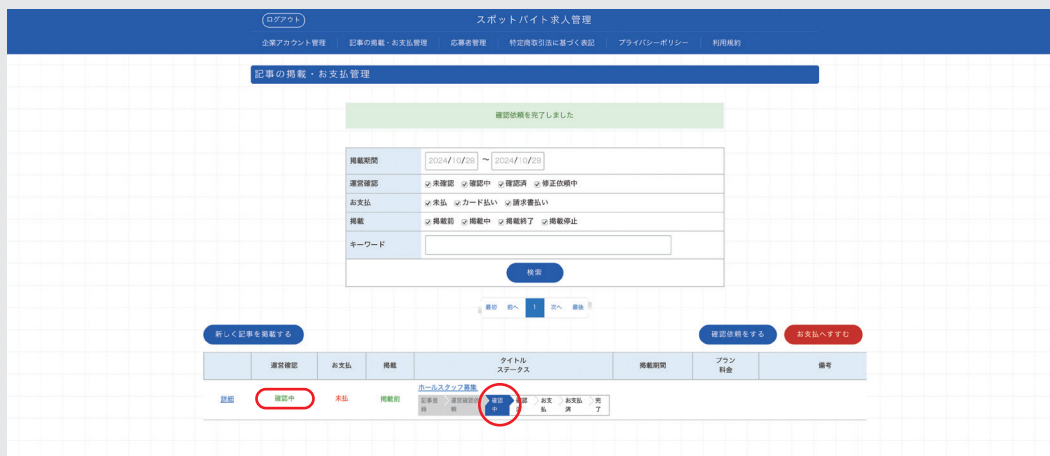 ログアウト
スポットバイト求人管理
企業アカウント管理 記事の掲載・お支払管理 応募者管理 特定商取引法に基づく表記 プライバシーポリシー 利用規約
記事の掲載・お支払管理
確認依頼を完了しました
掲載期間 2024/10/29 ~ 2024/10/29
運営確認 未確認 確認中 確認済 修正依頼中
お支払 未払 カード払い 請求書払い
掲載 掲載前 掲載中 掲載終了 掲載停止
キーワード
検索
最初 前へ 1 次へ 最後
新しく記事を掲載する 確認依頼をする お支払へすすむ
運営確認 お支払 掲載 タイトル
ステータス 掲載期間 プラン
料金 備考
詳細 確認中 未払 掲載前 ホールスタッフ募集
記事登録 運営確認依頼 確認中 お支払 お支払済 完了